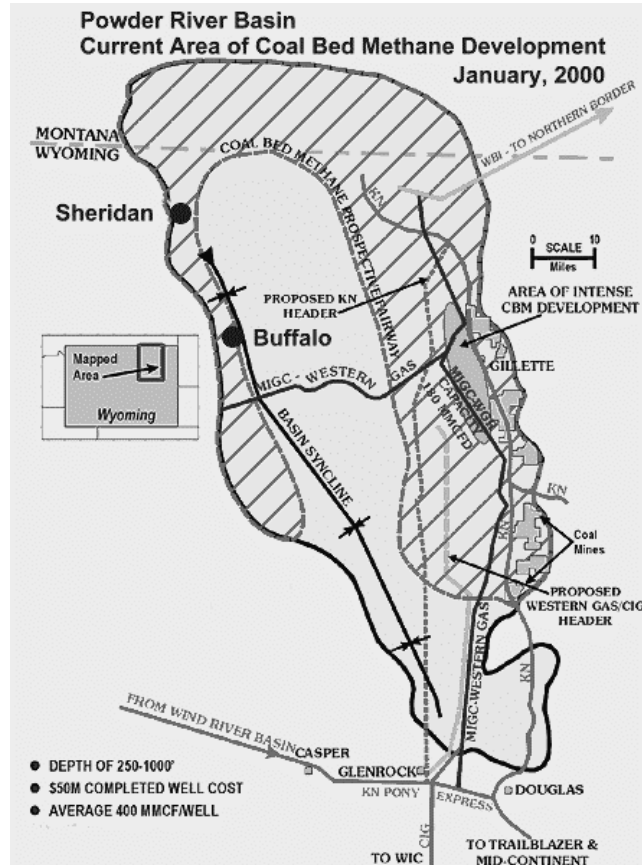 Powder River Basin
Current Area of Coal Bed Methane Development
January, 2000
MONTANA
WYOMING
COAL BED METHANE PROSPECTIVE FAIRWAY
WBI - TO NORTHERN BORDER
KN
Sheridan
0 SCALE 10
Miles
PROPOSED KN
HEADER
AREA OF INTENSE
CBM DEVELOPMENT
Buffalo
Mapped
Area
Wyoming
GILLETTE
MIGC - WESTERN GAS
MIGC-WGR
CAPACITY
180 MMCFD
BASIN SYNCLINE
KN
KN
Coal
Mines
PROPOSED
WESTERN GAS/CIG
HEADER
MIGC-WESTERN GAS
KN
FROM WIND RIVER BASIN
CASPER
GLENROCK
KN PONY EXPRESS
DOUGLAS
DEPTH OF 250-1000'
$50M COMPLETED WELL COST
AVERAGE 400 MMCF/WELL
CIG
TO WIC
TO TRAILBLAZER &
MID-CONTINENT